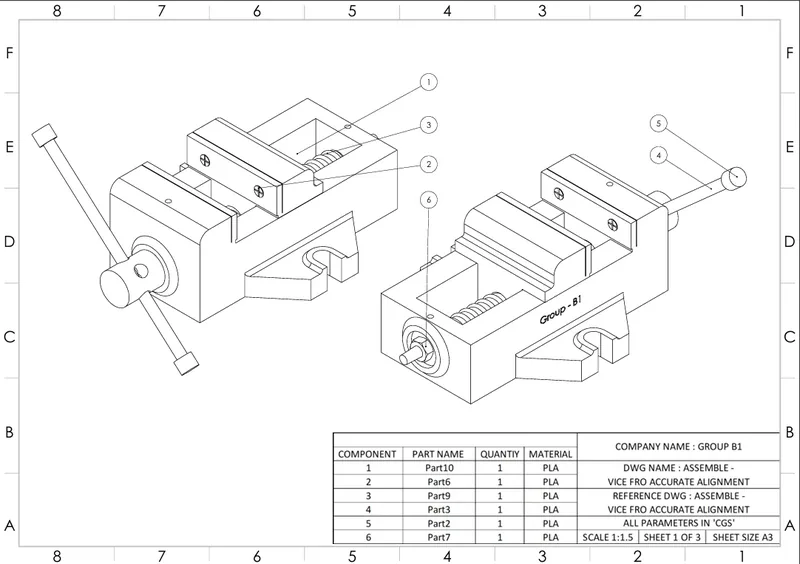 8 7 6 5 4 3 2 1
F F
1
5
3
E E
4
2
6
D D
Group - B1
C C
B B
COMPANY NAME : GROUP B1
COMPONENT PART NAME QUANTIY MATERIAL
1 Part10 1 PLA DWG NAME : ASSEMBLE -
2 Part6 1 PLA VICE FRO ACCURATE ALIGNMENT
3 Part9 1 PLA REFERENCE DWG : ASSEMBLE -
4 Part3 1 PLA VICE FRO ACCURATE ALIGNMENT
5 Part2 1 PLA ALL PARAMETERS IN 'CGS'
6 Part7 1 PLA SCALE 1:1.5 SHEET 1 OF 3 SHEET SIZE A3
A A
8 7 6 5 4 3 2 1